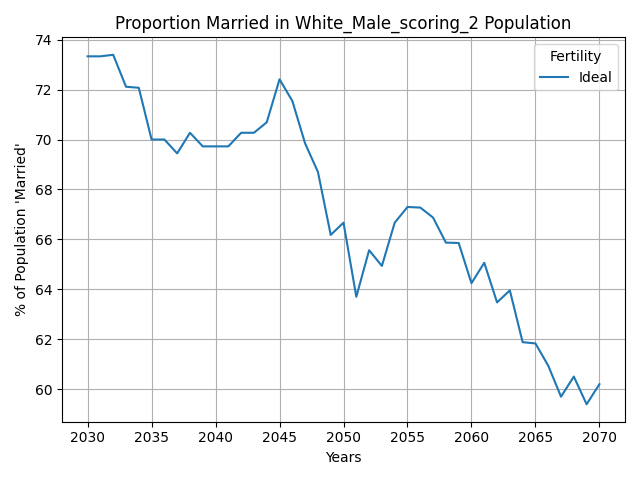 Proportion Married in White_Male_scoring_2 Population
Fertility
Ideal
% of Population 'Married'
74
72
70
68
66
64
62
60
2030 2035 2040 2045 2050 2055 2060 2065 2070
Years